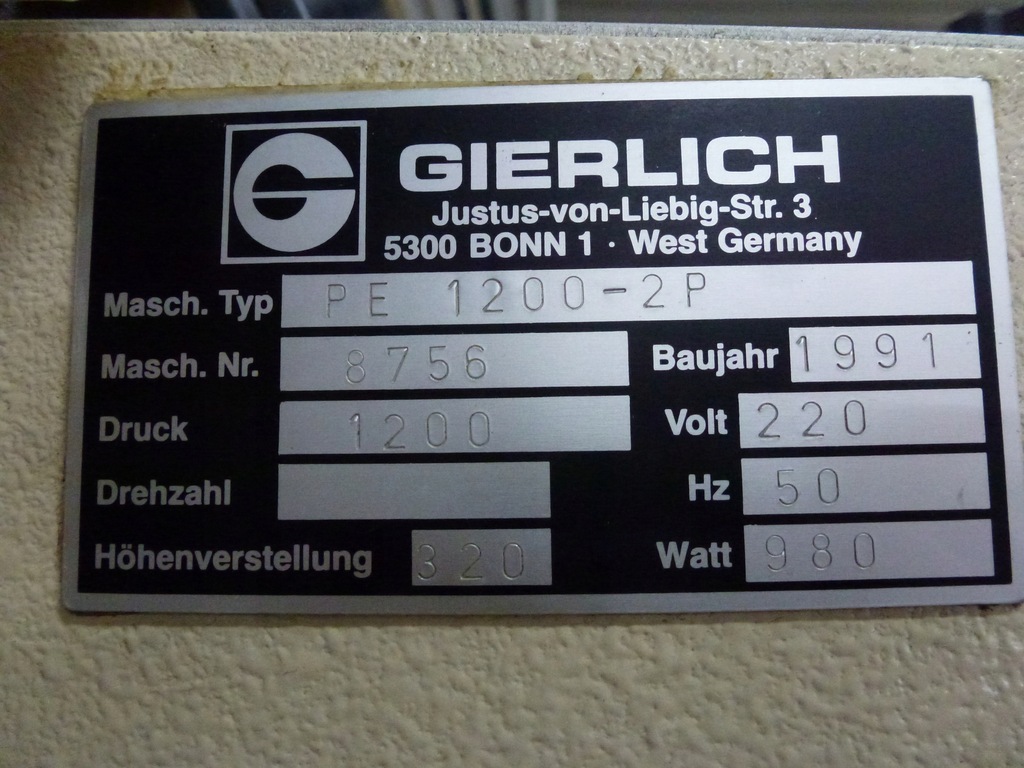 G GIERLICH
Justus-von-Liebig-Str. 3
5300 BONN 1 · West Germany
Masch. Typ PE 1200-2P
Masch. Nr. 8756 Baujahr 1991
Druck 1200 Volt 220
Drehzahl Hz 50
Höhenverstellung 320 Watt 980